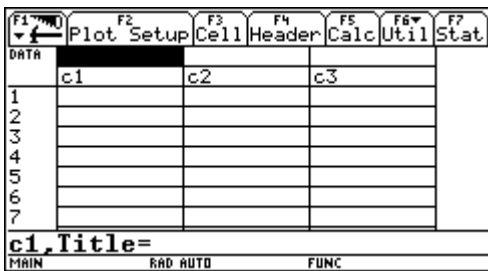 F1 F2 F3 F4 F5 F6 F7
Plot Setup Cell Header Calc Util Stat
DATA
c1 c2 c3
1
2
3
4
5
6
7
c1,Title=
MAIN RAD AUTO FUNC